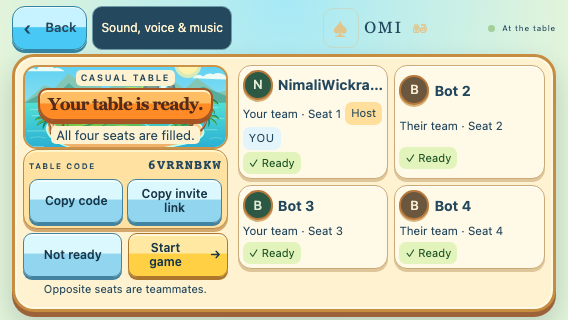 ‹ Back
Sound, voice & music
OMI ඔමි
At the table
CASUAL TABLE
Your table is ready.
All four seats are filled.
TABLE CODE 6VRRNBKW
Copy code
Copy invite
link
Not ready
Start
game →
Opposite seats are teammates.
N NimaliWickra...
Your team · Seat 1 Host
YOU
✓ Ready
B Bot 2
Their team · Seat 2
✓ Ready
B Bot 3
Your team · Seat 3
✓ Ready
B Bot 4
Their team · Seat 4
✓ Ready